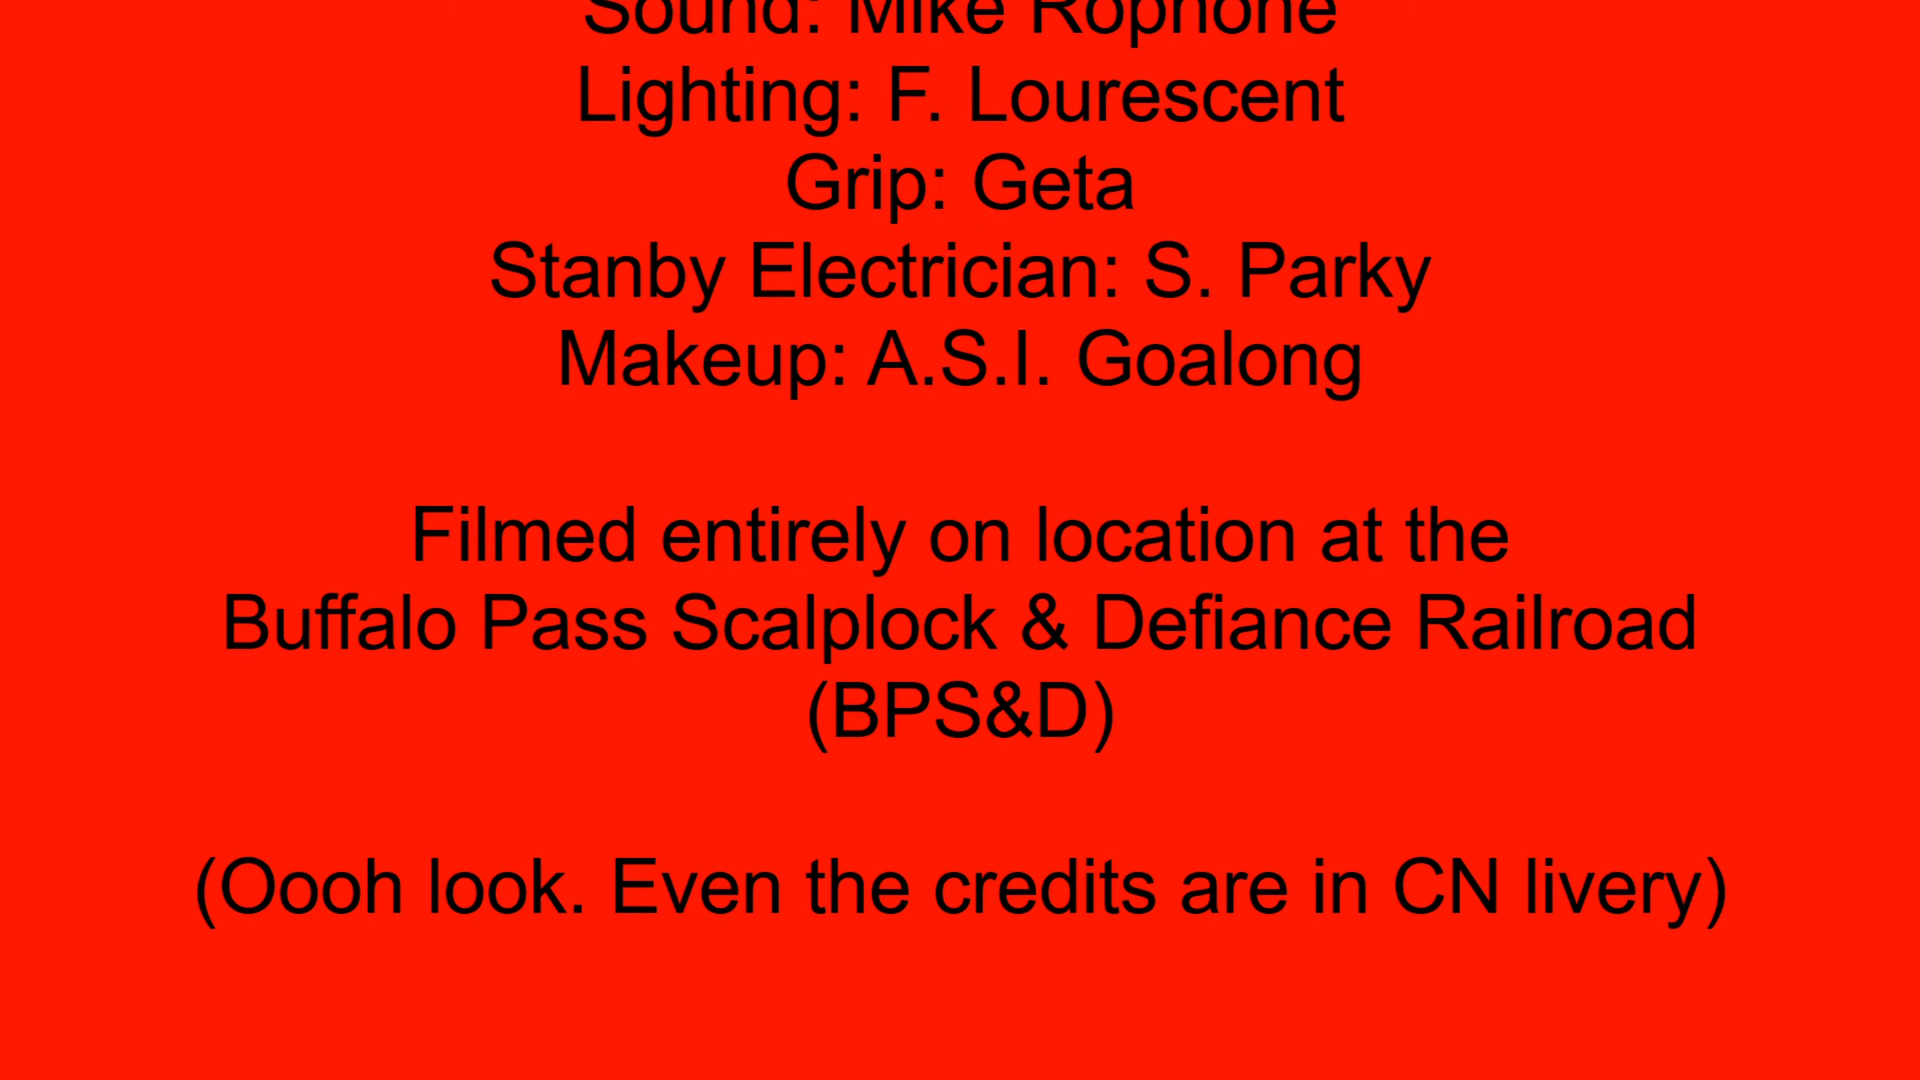 Sound: Mike Rophone
Lighting: F. Lourescent
Grip: Geta
Stanby Electrician: S. Parky
Makeup: A.S.I. Goalong
Filmed entirely on location at the
Buffalo Pass Scalplock & Defiance Railroad
(BPS&D)
(Oooh look. Even the credits are in CN livery)